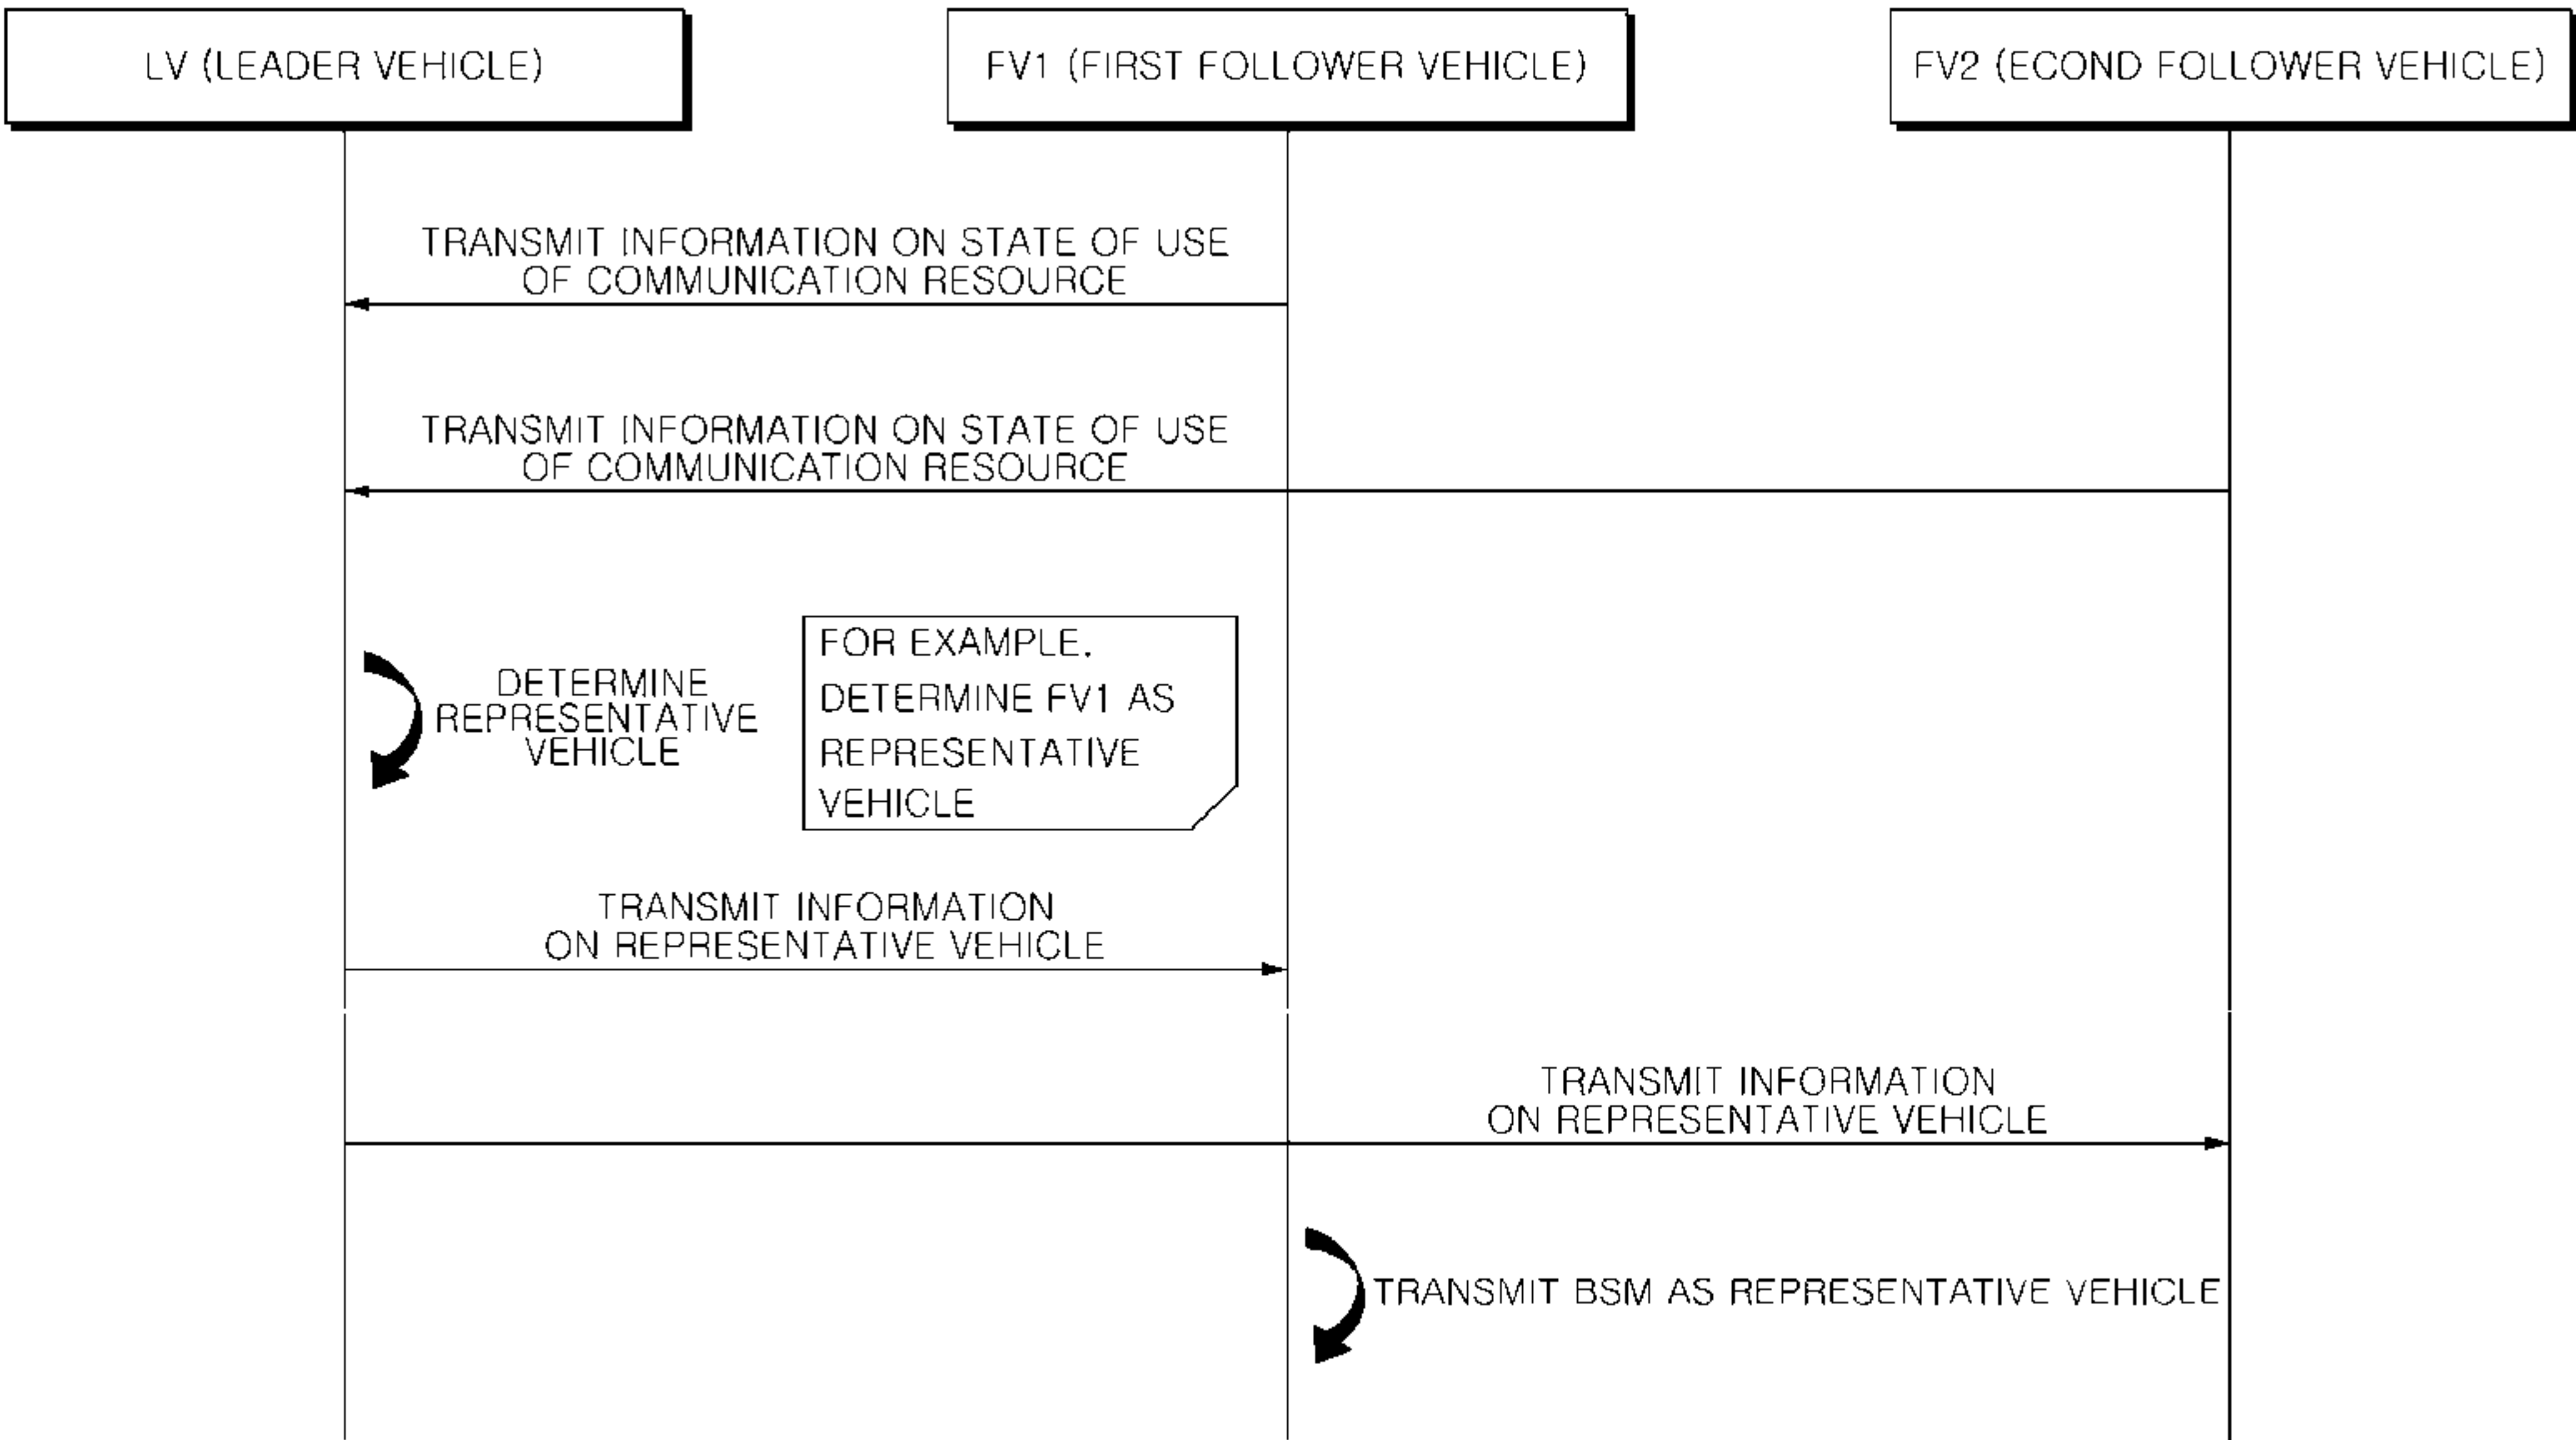 LV (LEADER VEHICLE)
FV1 (FIRST FOLLOWER VEHICLE)
FV2 (ECOND FOLLOWER VEHICLE)
TRANSMIT INFORMATION ON STATE OF USE
OF COMMUNICATION RESOURCE
TRANSMIT INFORMATION ON STATE OF USE
OF COMMUNICATION RESOURCE
DETERMINE
REPRESENTATIVE
VEHICLE
FOR EXAMPLE.
DETERMINE FV1 AS
REPRESENTATIVE
VEHICLE
TRANSMIT INFORMATION
ON REPRESENTATIVE VEHICLE
TRANSMIT INFORMATION
ON REPRESENTATIVE VEHICLE
TRANSMIT BSM AS REPRESENTATIVE VEHICLE